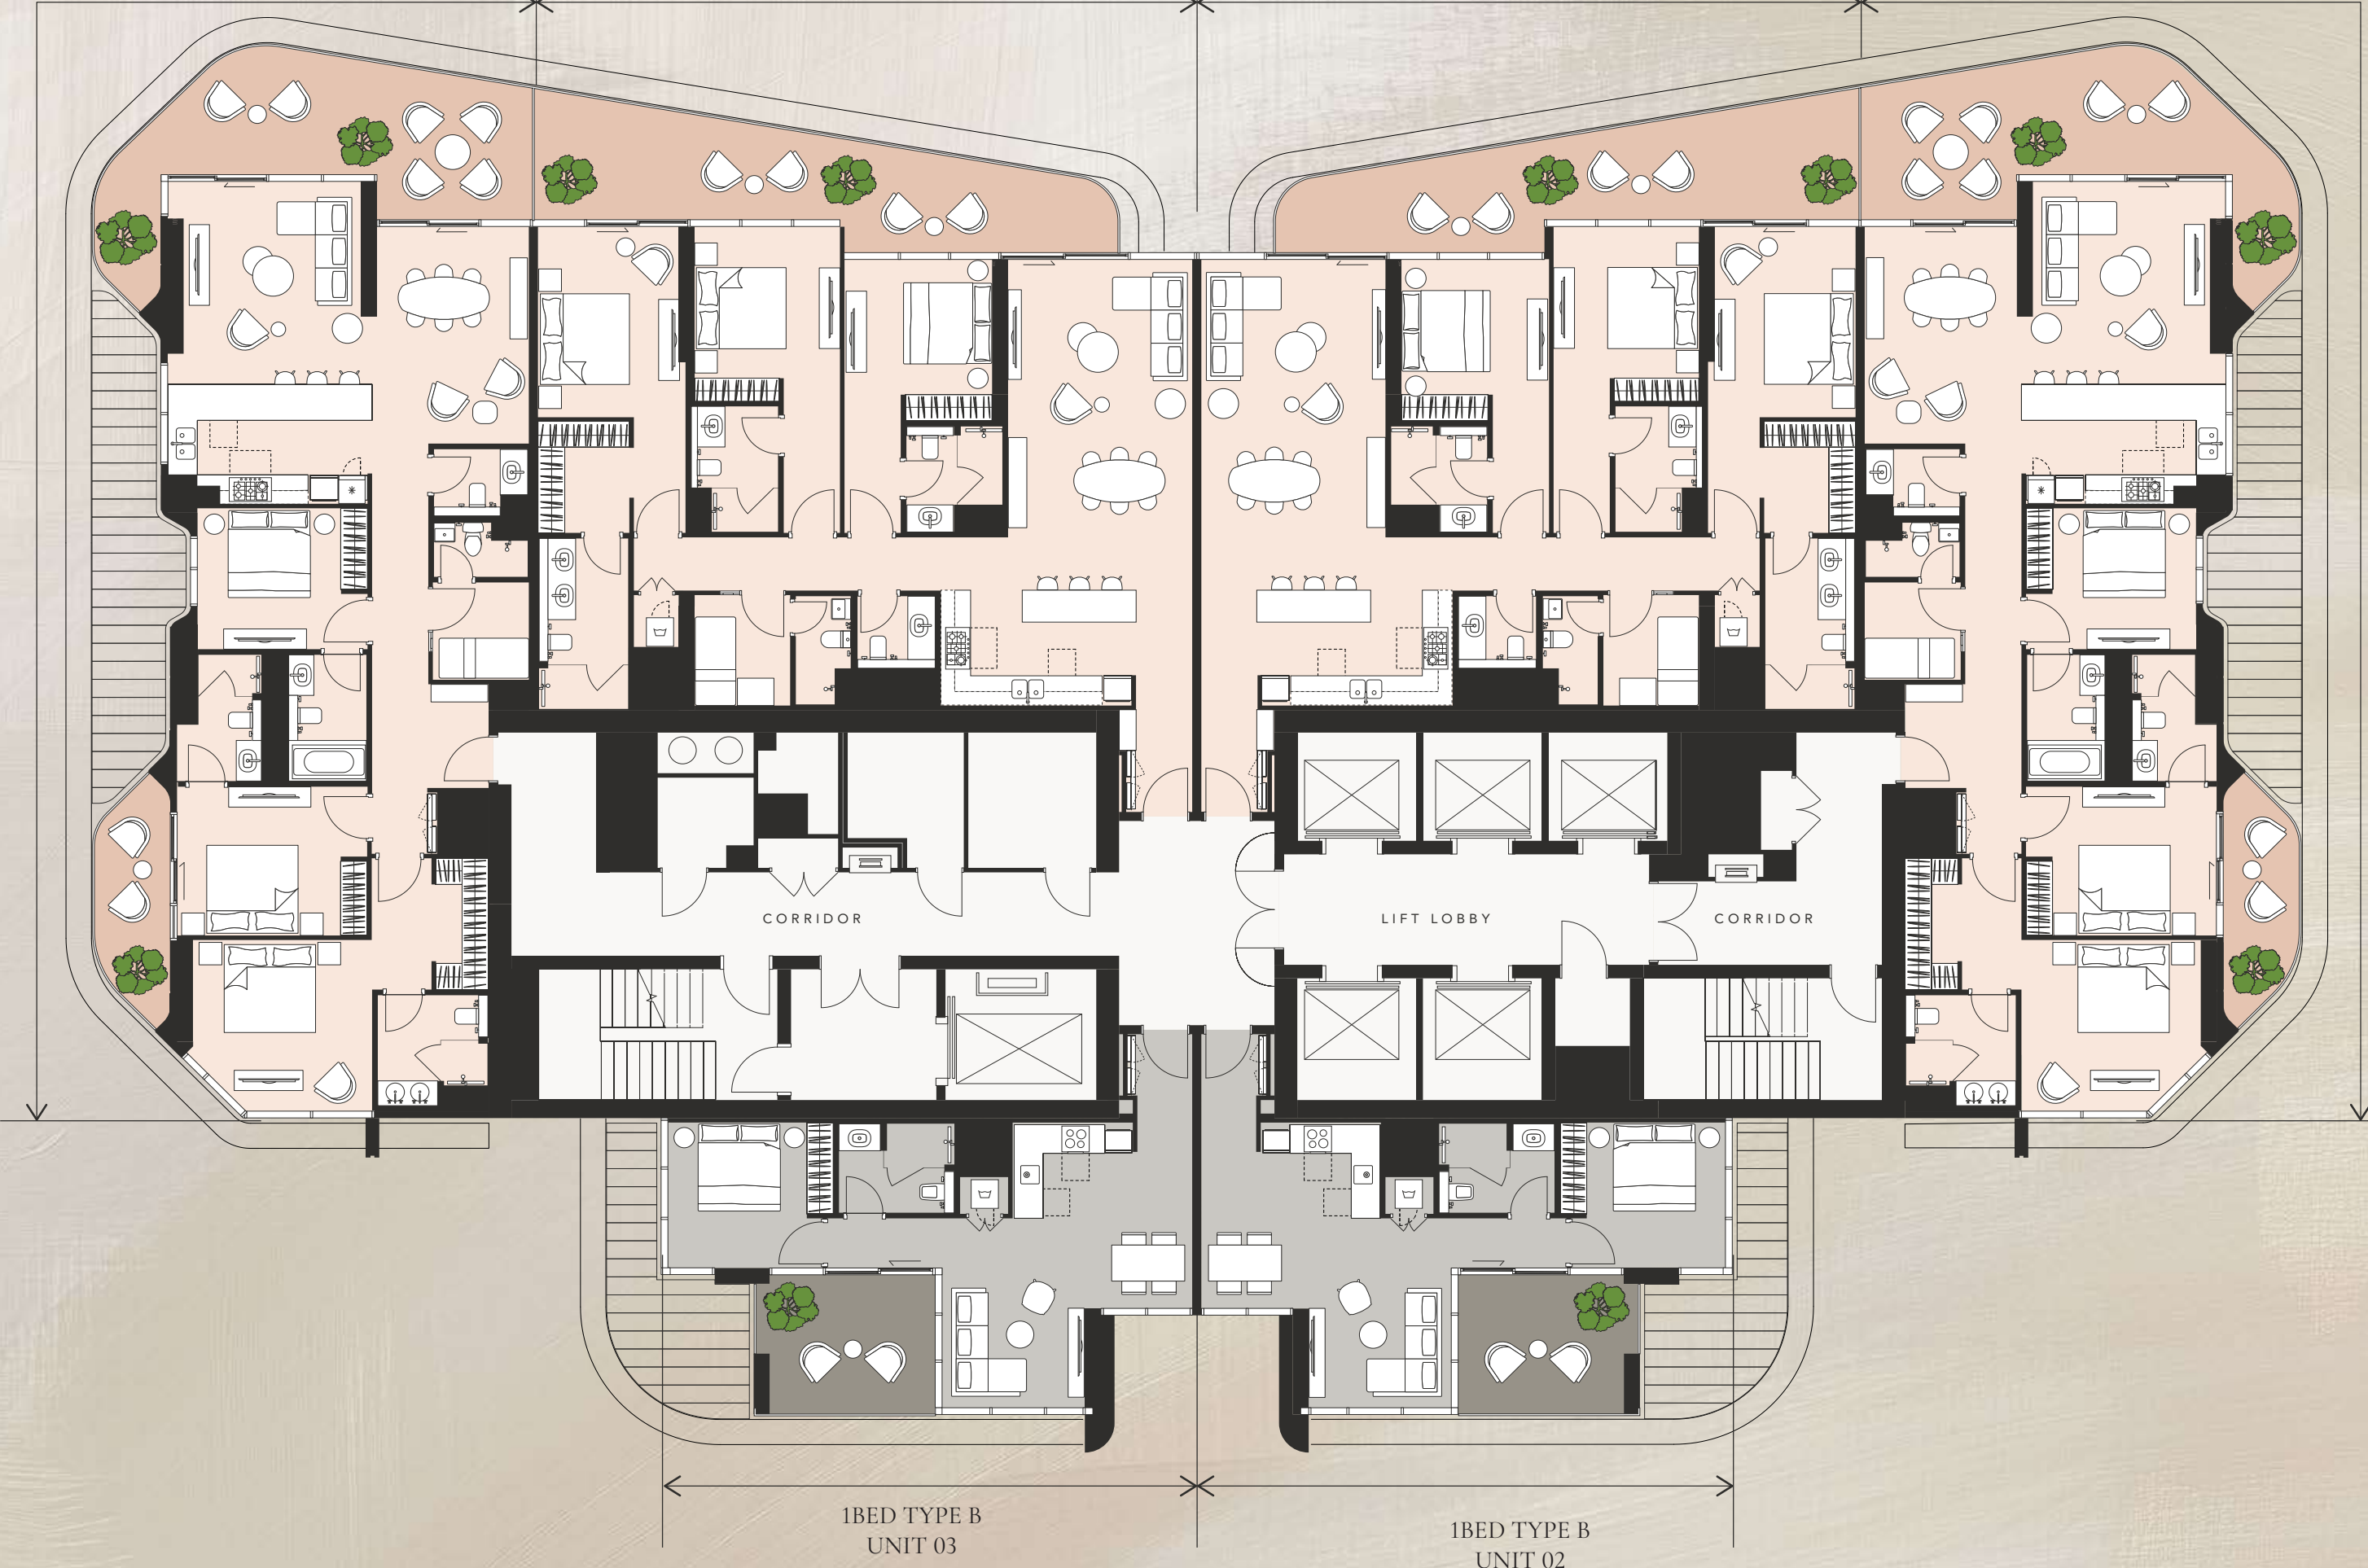 CORRIDOR
LIFT LOBBY
CORRIDOR
1BED TYPE B
UNIT 03
1BED TYPE B
UNIT 02